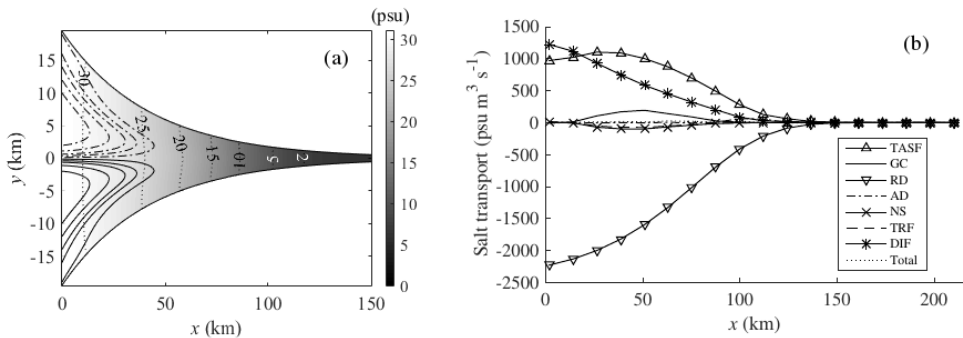 (psu)
(a)
30
25
20
15
10
5
2
15
10
5
0
-5
-10
-15
y (km)
0
50
100
150
x (km)
30
25
20
15
10
5
0
(b)
1500
1000
500
0
-500
-1000
-1500
-2000
-2500
Salt transport (psu m³ s⁻¹)
0
50
100
150
200
x (km)
TASF
GC
RD
AD
NS
TRF
DIF
Total